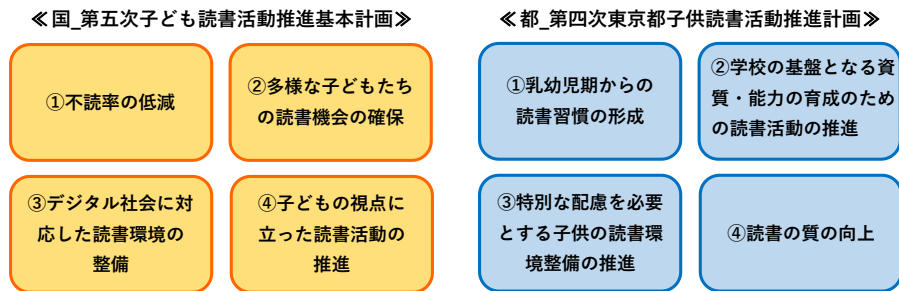 ≪国_第五次子ども読書活動推進基本計画≫
①不読率の低減
②多様な子どもたち
の読書機会の確保
③デジタル社会に対
応した読書環境の
整備
④子どもの視点に
立った読書活動の
推進
≪都_第四次東京都子供読書活動推進計画≫
①乳幼児期からの
読書習慣の形成
②学校の基盤となる資
質・能力の育成のため
の読書活動の推進
③特別な配慮を必要
とする子供の読書環
境整備の推進
④読書の質の向上